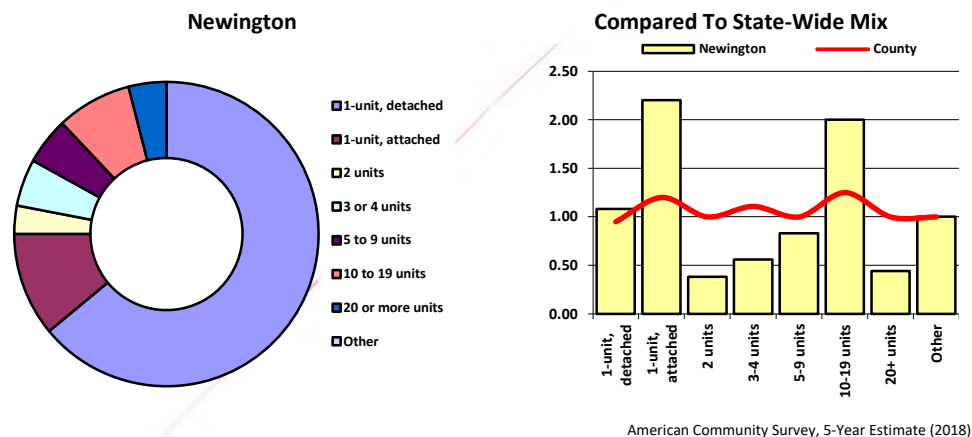 Newington
1-unit, detached
1-unit, attached
2 units
3 or 4 units
5 to 9 units
10 to 19 units
20 or more units
Other
Compared To State-Wide Mix
Newington
County
2.50
2.00
1.50
1.00
0.50
0.00
1-unit,
detached
1-unit,
attached
2 units
3-4 units
5-9 units
10-19 units
20+ units
Other
American Community Survey, 5-Year Estimate (2018)